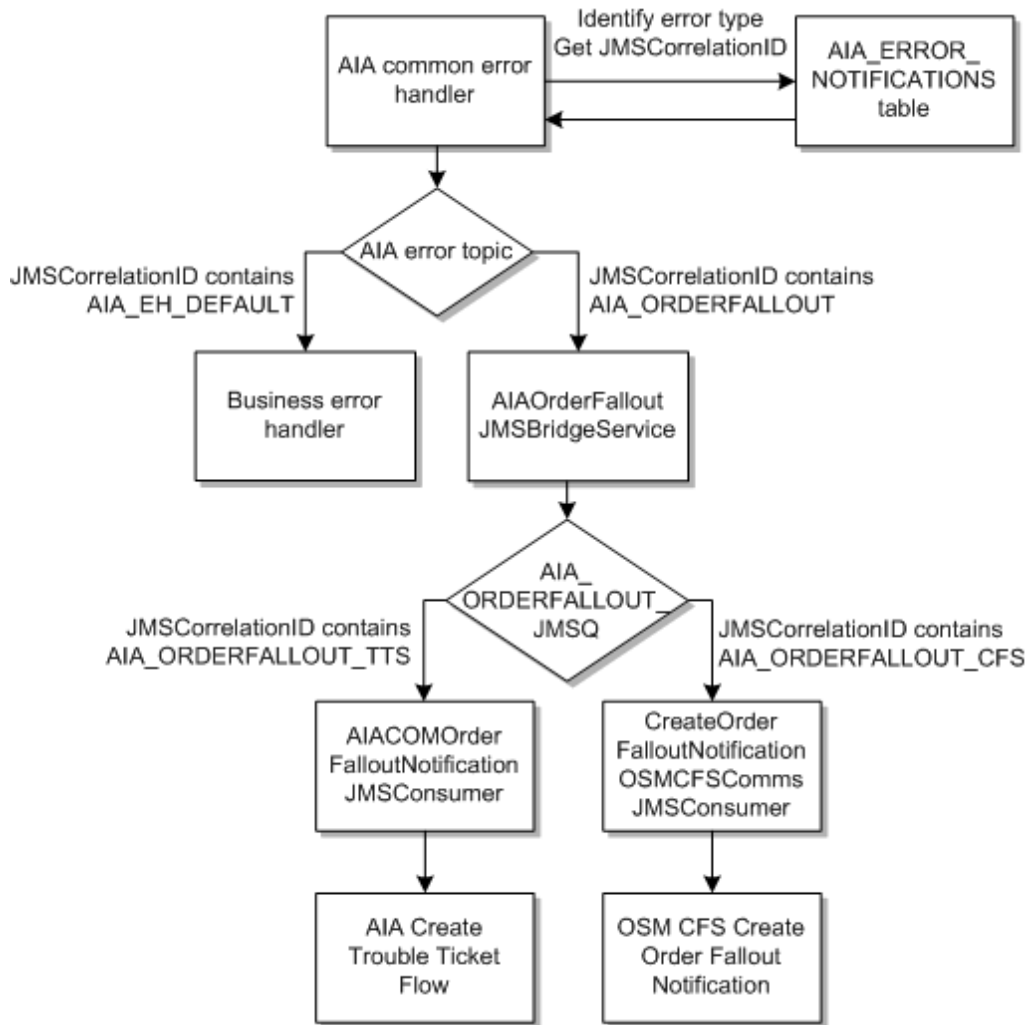 Identify error type
Get JMSCorrelationID
AIA common error
handler
AIA_ERROR_
NOTIFICATIONS
table
AIA error topic
JMSCorrelationID contains
AIA_EH_DEFAULT
JMSCorrelationID contains
AIA_ORDERFALLOUT
Business error
handler
AIAOrderFallout
JMSBridgeService
AIA_
ORDERFALLOUT_
JMSQ
JMSCorrelationID contains
AIA_ORDERFALLOUT_TTS
JMSCorrelationID contains
AIA_ORDERFALLOUT_CFS
AIACOMOrder
FalloutNotification
JMSConsumer
CreateOrder
FalloutNotification
OSMCFSComms
JMSConsumer
AIA Create
Trouble Ticket
Flow
OSM CFS Create
Order Fallout
Notification